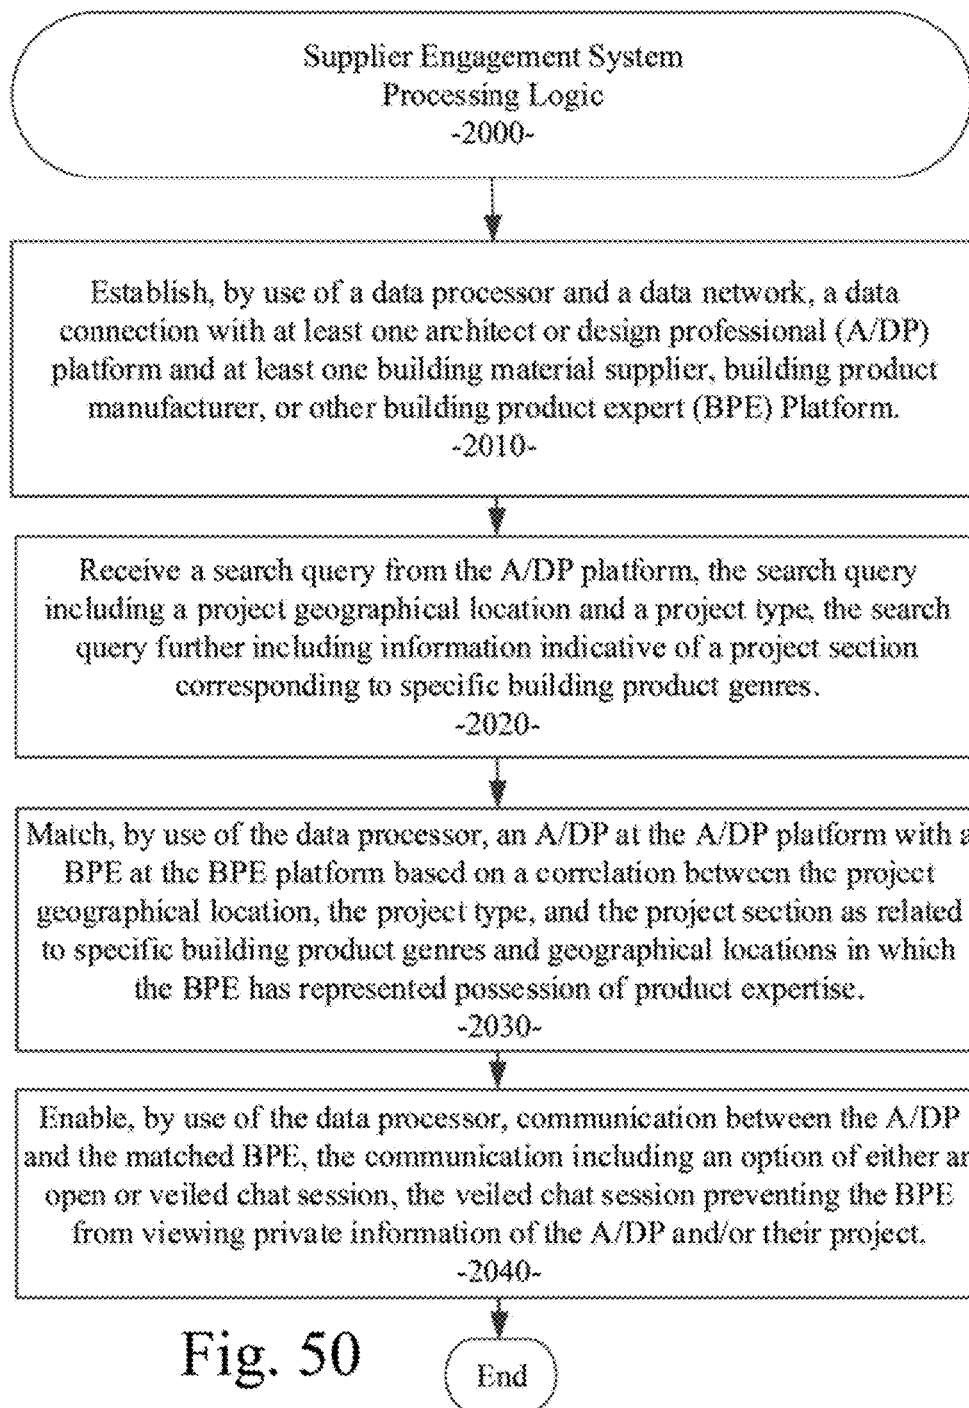 Supplier Engagement System
Processing Logic
-2000-
Establish, by use of a data processor and a data network, a data
connection with at least one architect or design professional (A/DP)
platform and at least one building material supplier, building product
manufacturer, or other building product expert (BPE) Platform.
-2010-
Receive a search query from the A/DP platform, the search query
including a project geographical location and a project type, the search
query further including information indicative of a project section
corresponding to specific building product genres.
-2020-
Match, by use of the data processor, an A/DP at the A/DP platform with a
BPE at the BPE platform based on a correlation between the project
geographical location, the project type, and the project section as related
to specific building product genres and geographical locations in which
the BPE has represented possession of product expertise.
-2030-
Enable, by use of the data processor, communication between the A/DP
and the matched BPE, the communication including an option of either an
open or veiled chat session, the veiled chat session preventing the BPE
from viewing private information of the A/DP and/or their project.
-2040-
Fig. 50
End